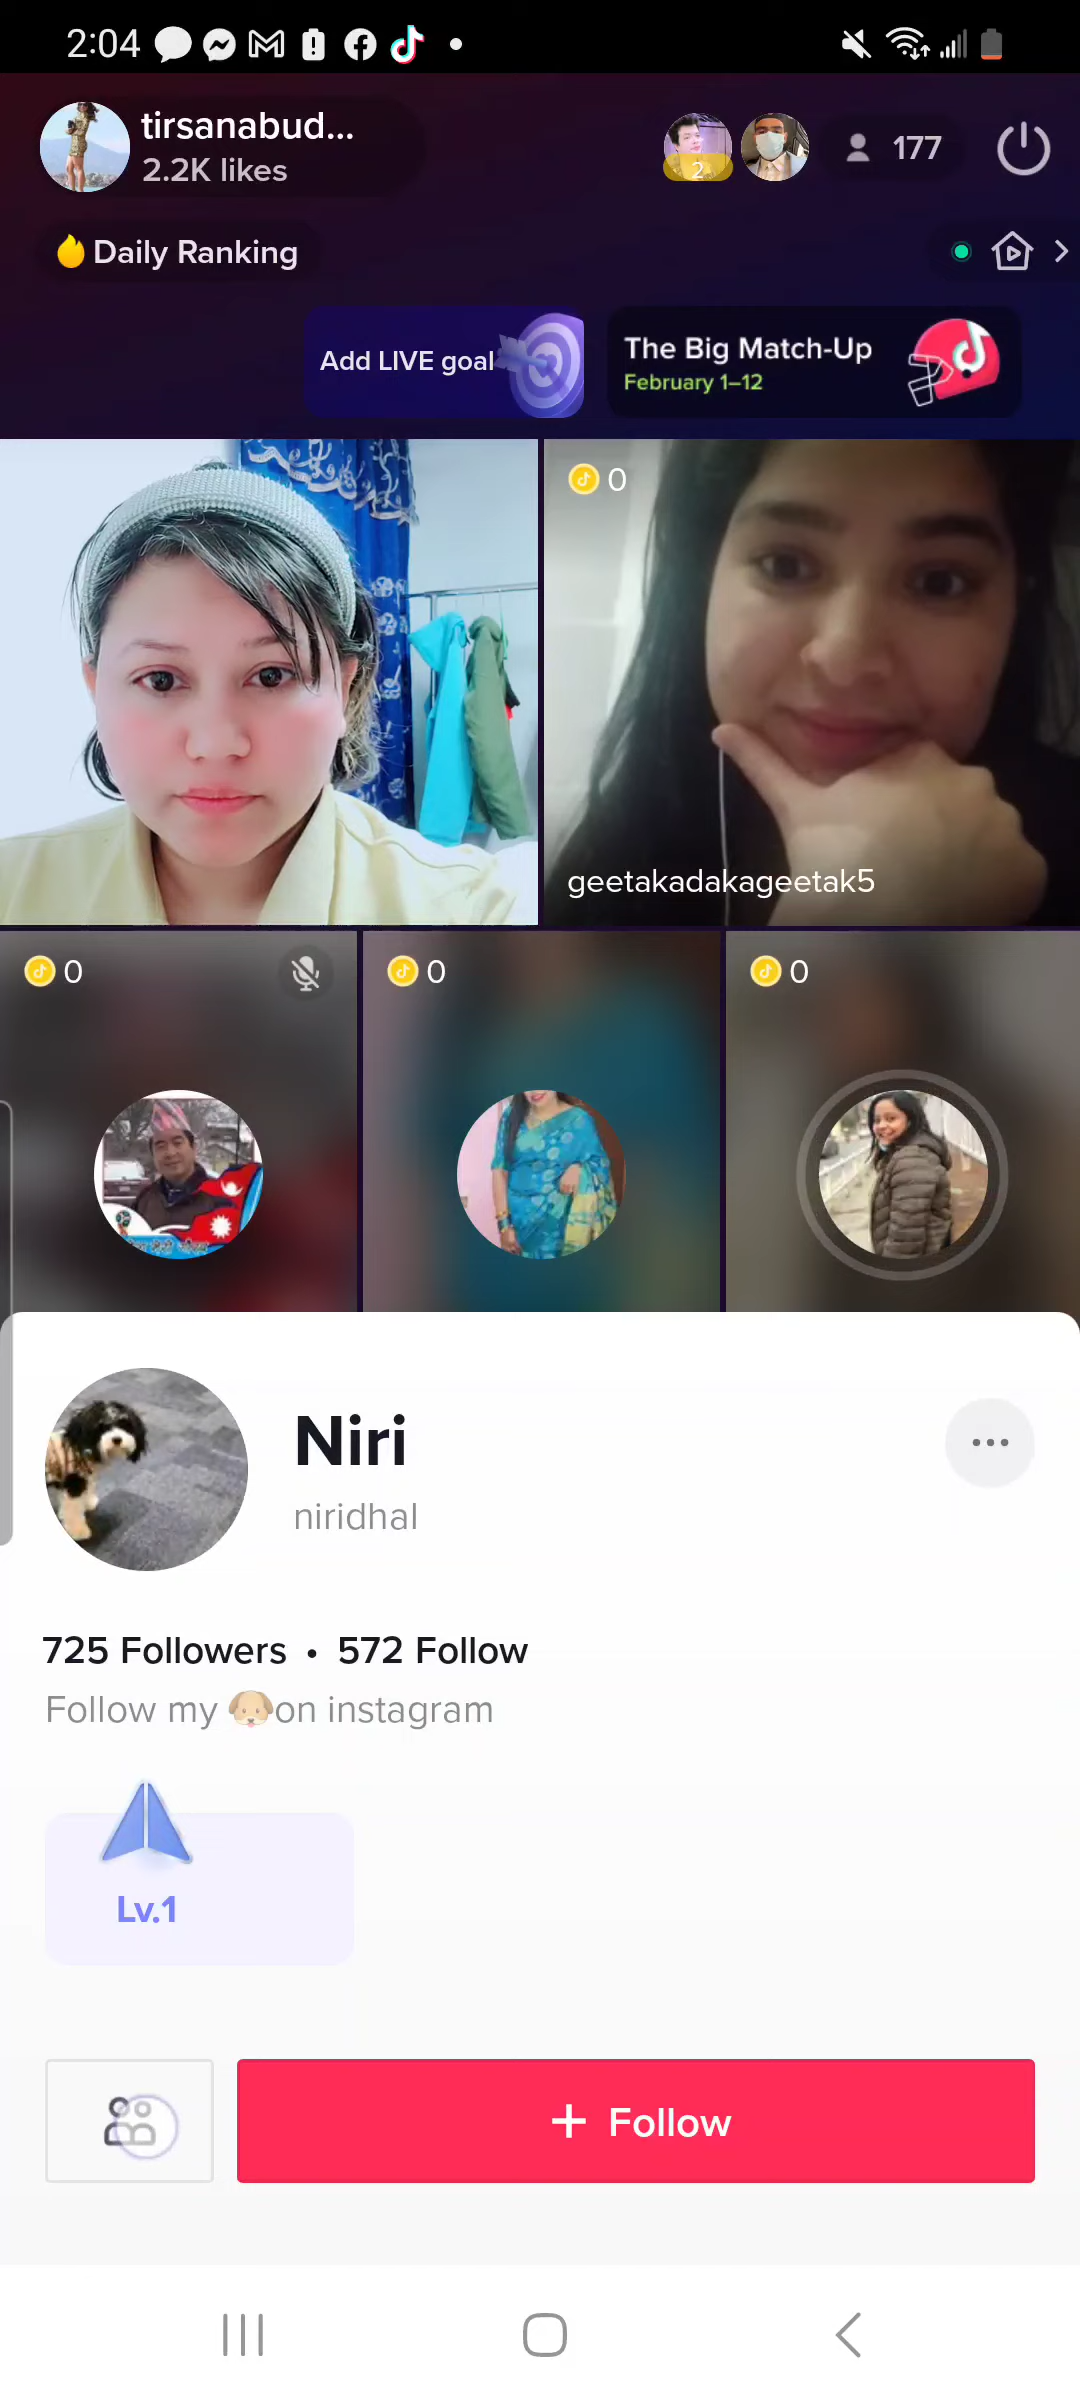 2:04
tirsanabud...
2.2K likes
2
177
Daily Ranking
Add LIVE goal
The Big Match-Up
February 1–12
0
geetakadakageetak5
0
0
0
Niri
niridhal
725 Followers • 572 Follow
Follow my 🐶on instagram
Lv.1
+ Follow